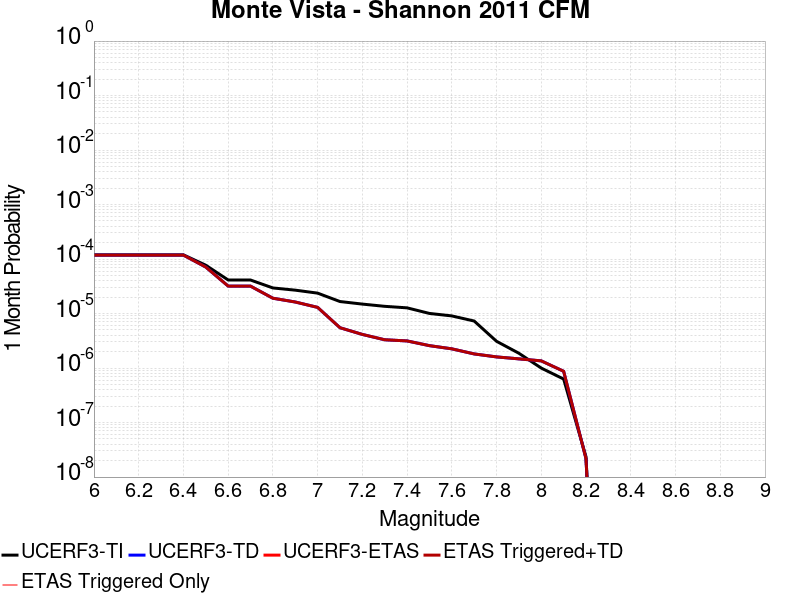 Monte Vista - Shannon 2011 CFM
10^0
10^-1
10^-2
10^-3
10^-4
10^-5
10^-6
10^-7
10^-8
1 Month Probability
6 6.2 6.4 6.6 6.8 7 7.2 7.4 7.6 7.8 8 8.2 8.4 8.6 8.8 9
Magnitude
UCERF3-TI UCERF3-TD UCERF3-ETAS ETAS Triggered+TD
ETAS Triggered Only